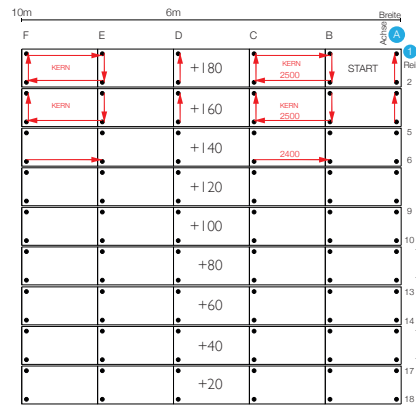 10m 6m Breite
F E D C B Achse A
1
Rei
KERN +180 KERN START
2500 2
KERN +160 KERN
2500
+140 5
2400 6
+120
+100 9
10
+80
+60 13
14
+40
+20 17
18